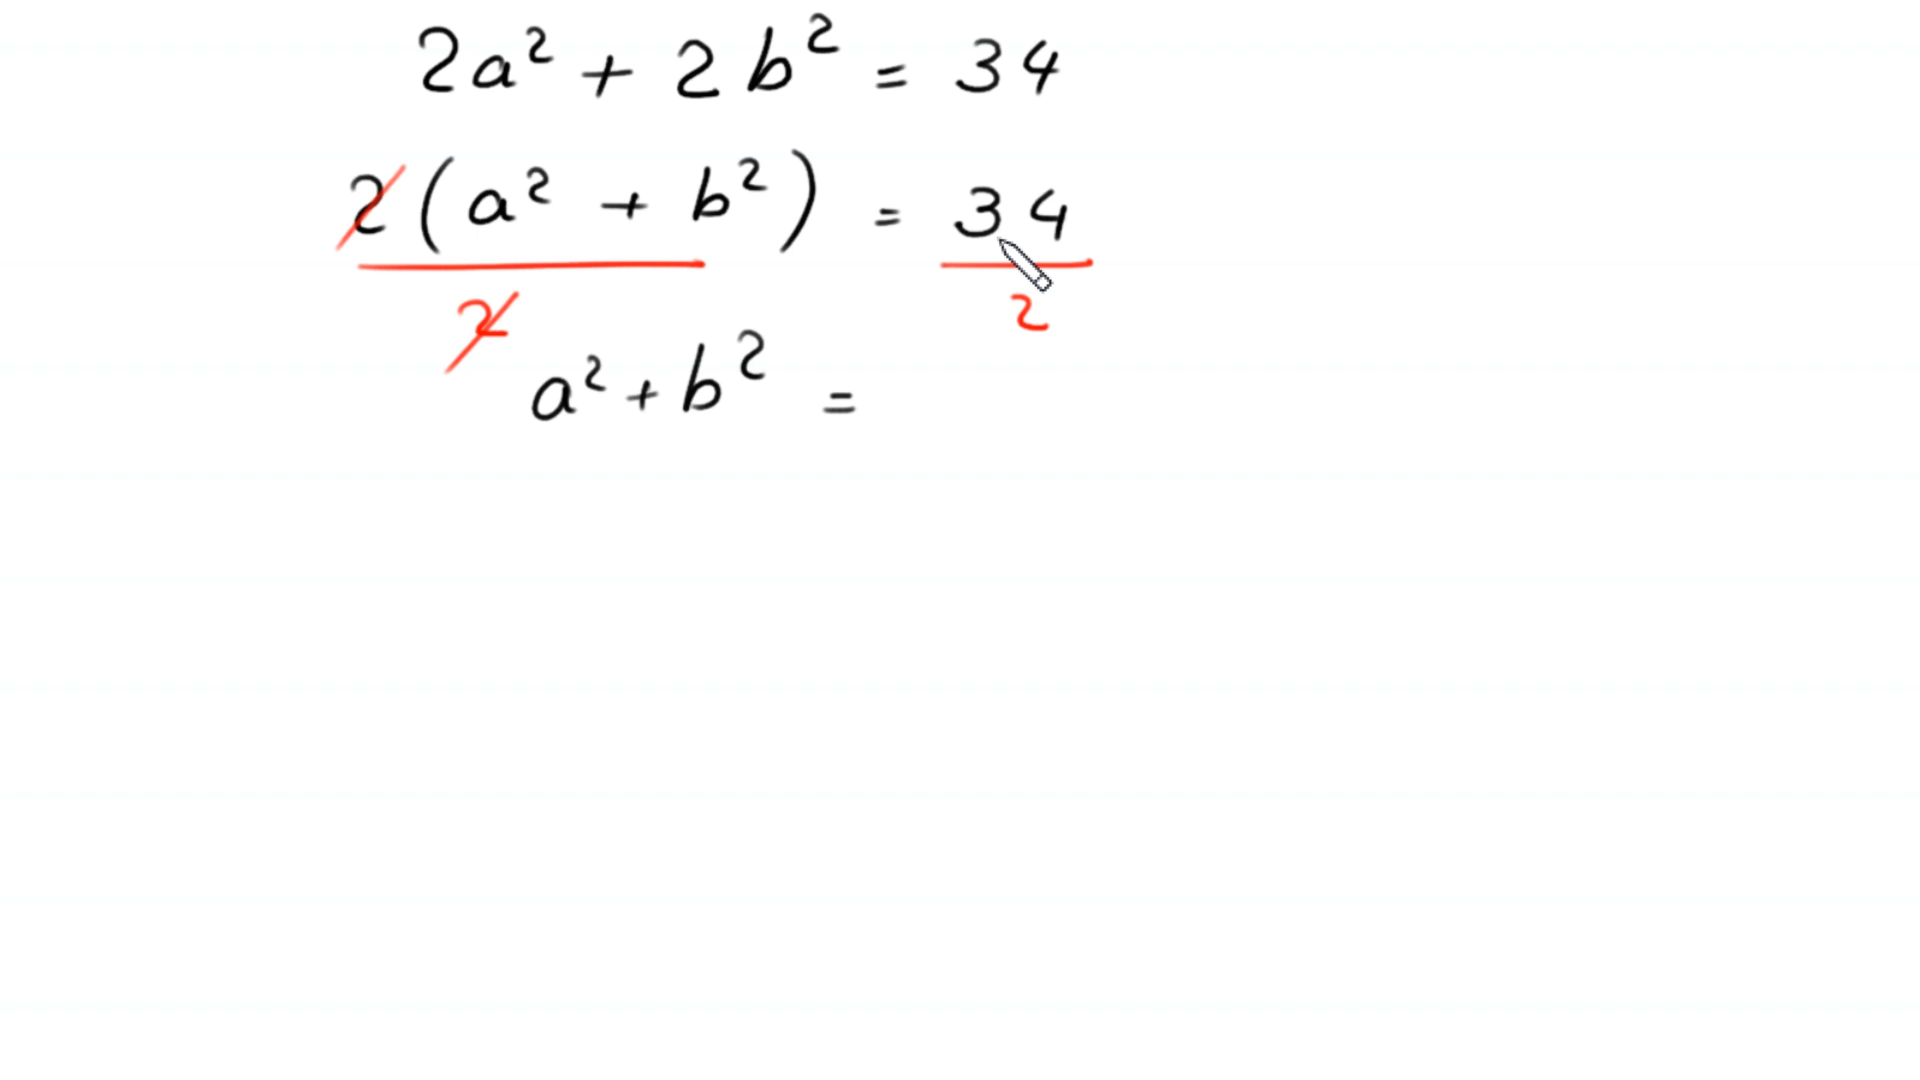 2a² + 2b² = 34
2(a² + b²) = 34
2 2
a² + b² =